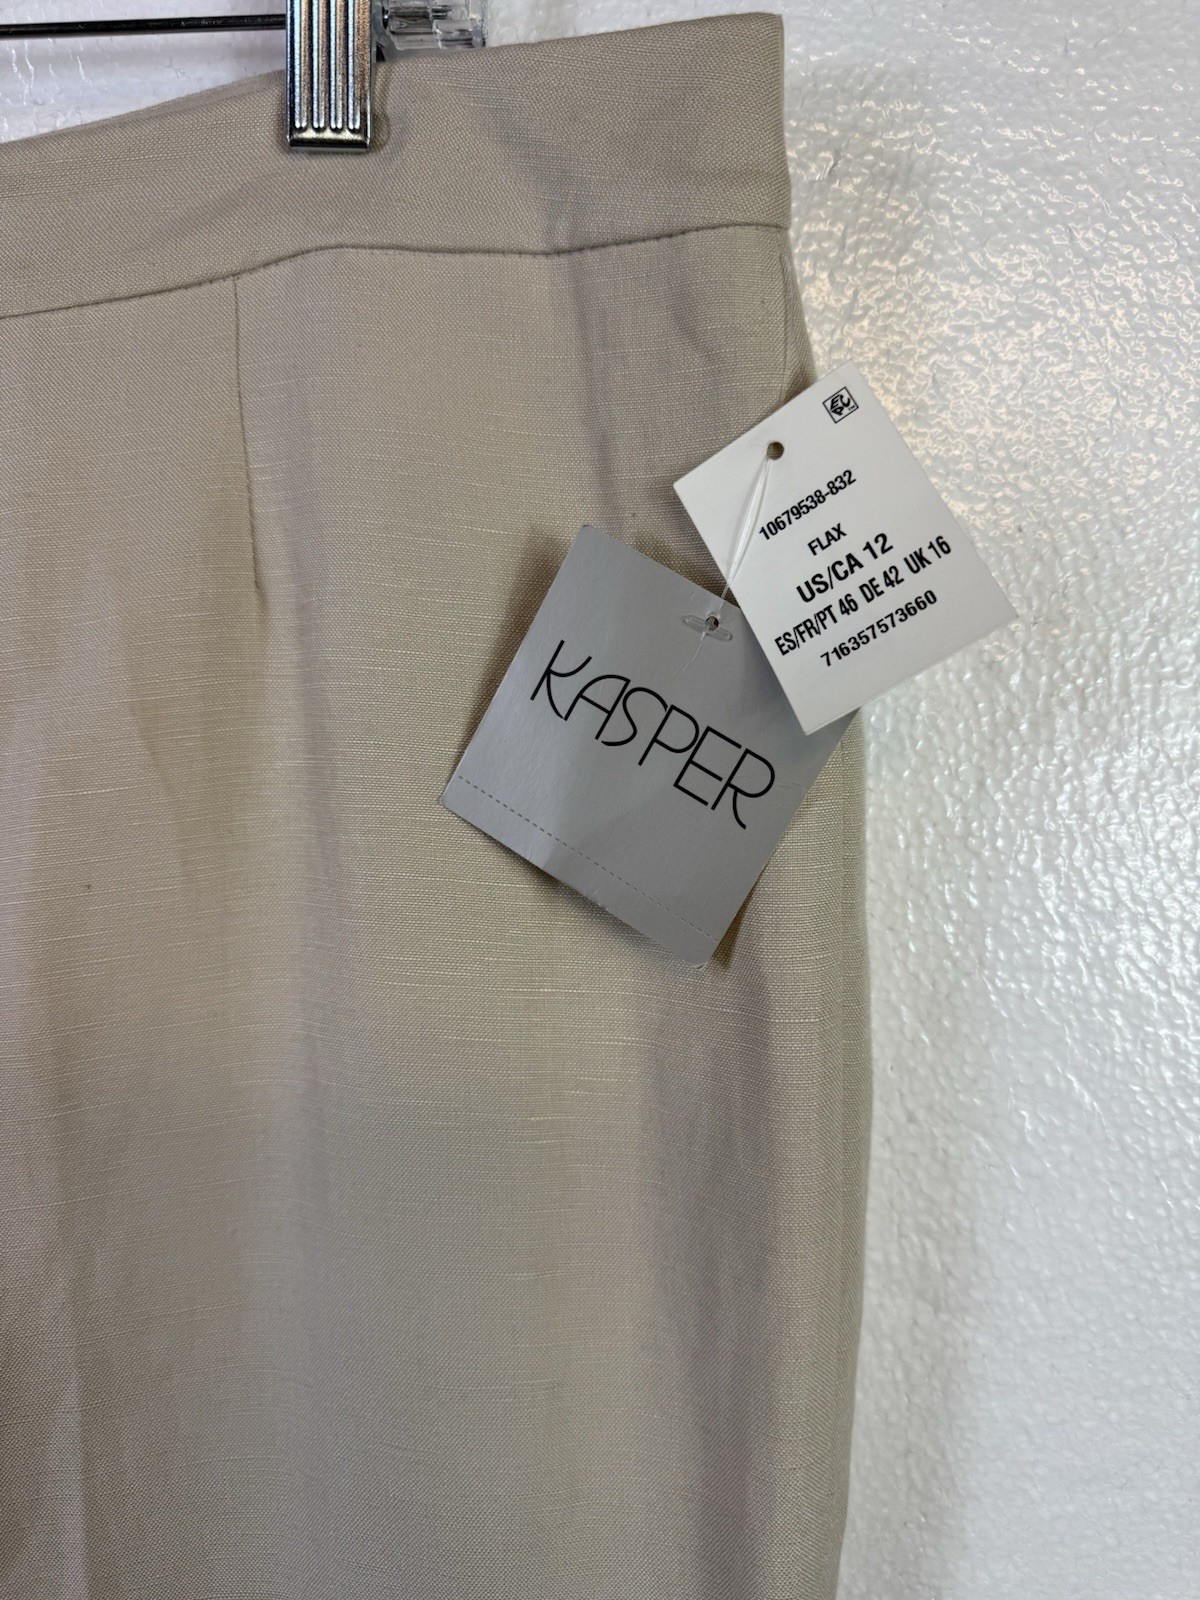 10679538-832
FLAX
US/CA 12
ES/FR/PT 46 DE 42 UK 16
716357573660
KASPER